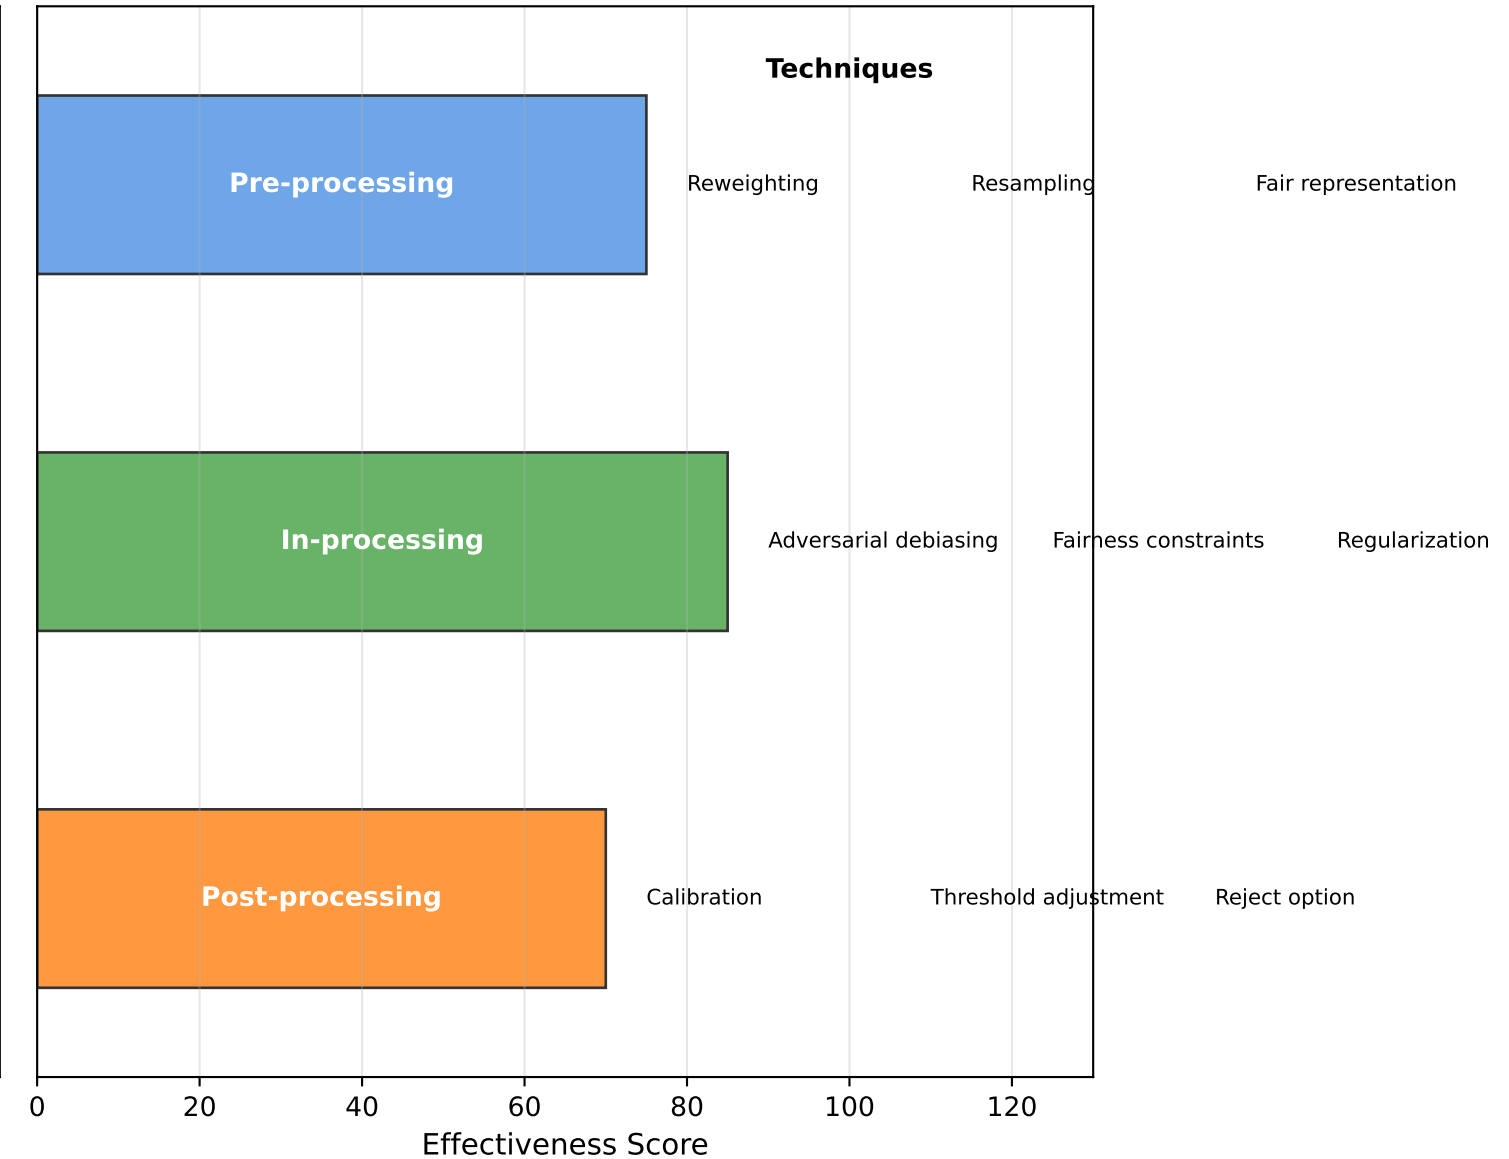 Techniques
Pre-processing Reweighting Resampling Fair representation
In-processing Adversarial debiasing Fairness constraints Regularization
Post-processing Calibration Threshold adjustment Reject option
0 20 40 60 80 100 120
Effectiveness Score